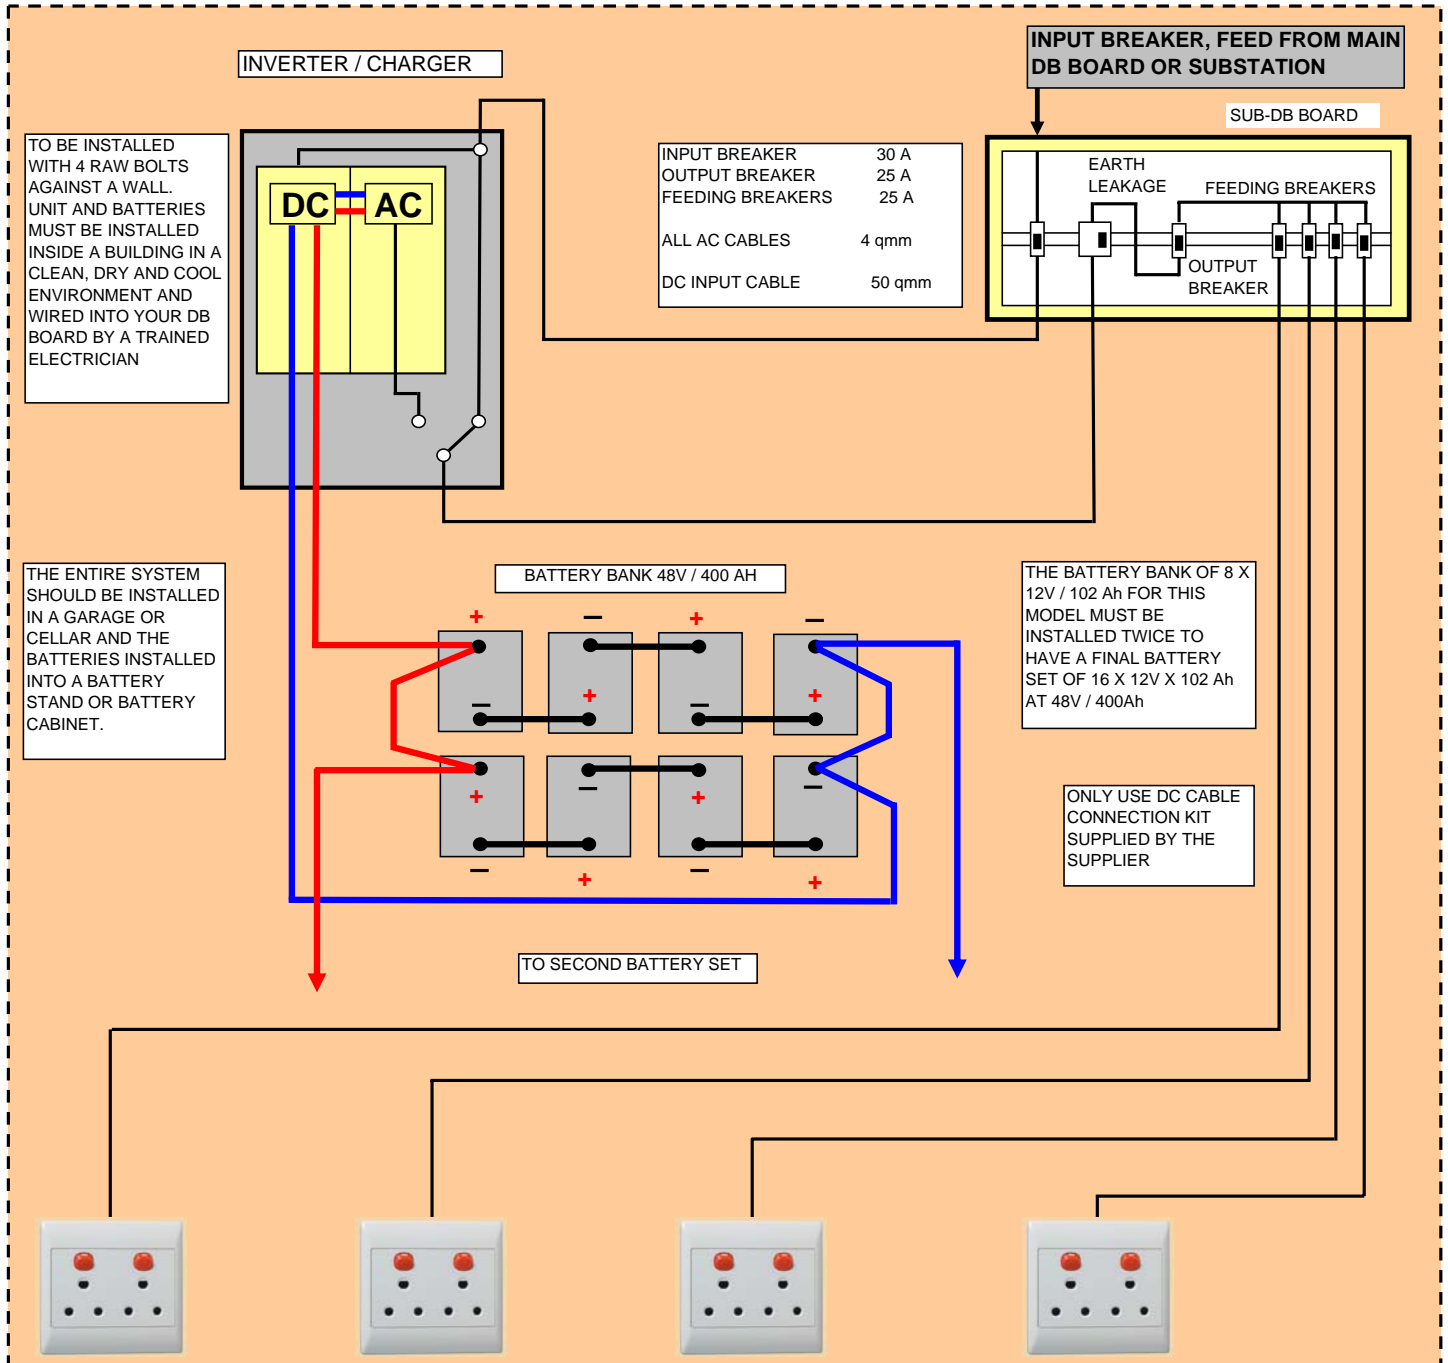 INVERTER / CHARGER
INPUT BREAKER, FEED FROM MAIN
DB BOARD OR SUBSTATION
SUB-DB BOARD
TO BE INSTALLED
WITH 4 RAW BOLTS
AGAINST A WALL.
UNIT AND BATTERIES
MUST BE INSTALLED
INSIDE A BUILDING IN A
CLEAN, DRY AND COOL
ENVIRONMENT AND
WIRED INTO YOUR DB
BOARD BY A TRAINED
ELECTRICIAN
DC AC
INPUT BREAKER 30 A
OUTPUT BREAKER 25 A
FEEDING BREAKERS 25 A
ALL AC CABLES 4 qmm
DC INPUT CABLE 50 qmm
EARTH
LEAKAGE
FEEDING BREAKERS
OUTPUT
BREAKER
THE ENTIRE SYSTEM
SHOULD BE INSTALLED
IN A GARAGE OR
CELLAR AND THE
BATTERIES INSTALLED
INTO A BATTERY
STAND OR BATTERY
CABINET.
BATTERY BANK 48V / 400 AH
+ – + –
– + – +
+ – + –
– + – +
THE BATTERY BANK OF 8 X
12V / 102 Ah FOR THIS
MODEL MUST BE
INSTALLED TWICE TO
HAVE A FINAL BATTERY
SET OF 16 X 12V X 102 Ah
AT 48V / 400Ah
ONLY USE DC CABLE
CONNECTION KIT
SUPPLIED BY THE
SUPPLIER
TO SECOND BATTERY SET